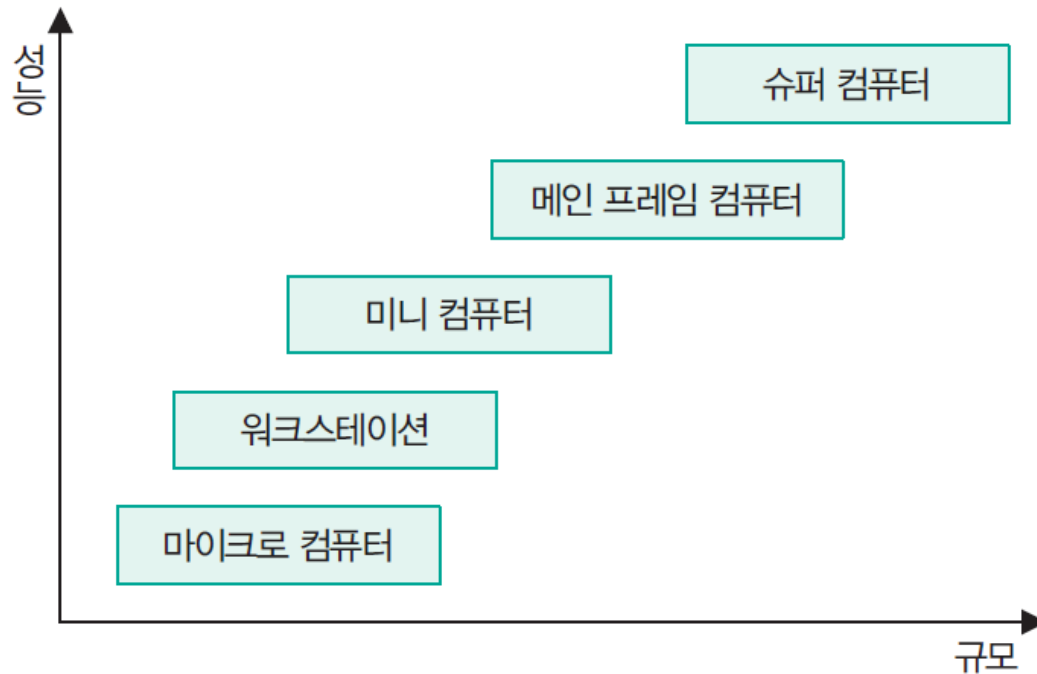 성능
슈퍼 컴퓨터
메인 프레임 컴퓨터
미니 컴퓨터
워크스테이션
마이크로 컴퓨터
규모